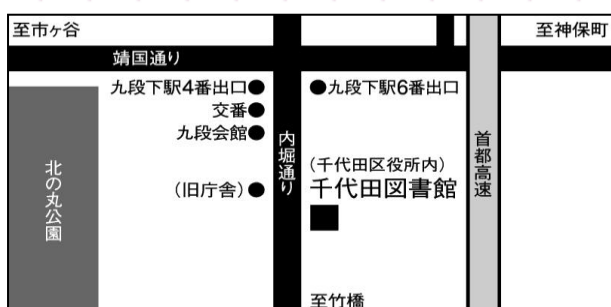 至市ヶ谷
至神保町
靖国通り
九段下駅4番出口●
●九段下駅6番出口
交番●
九段会館●
内堀通り
首都高速
北の丸公園
(千代田区役所内)
(旧庁舎)●
千代田図書館
至竹橋